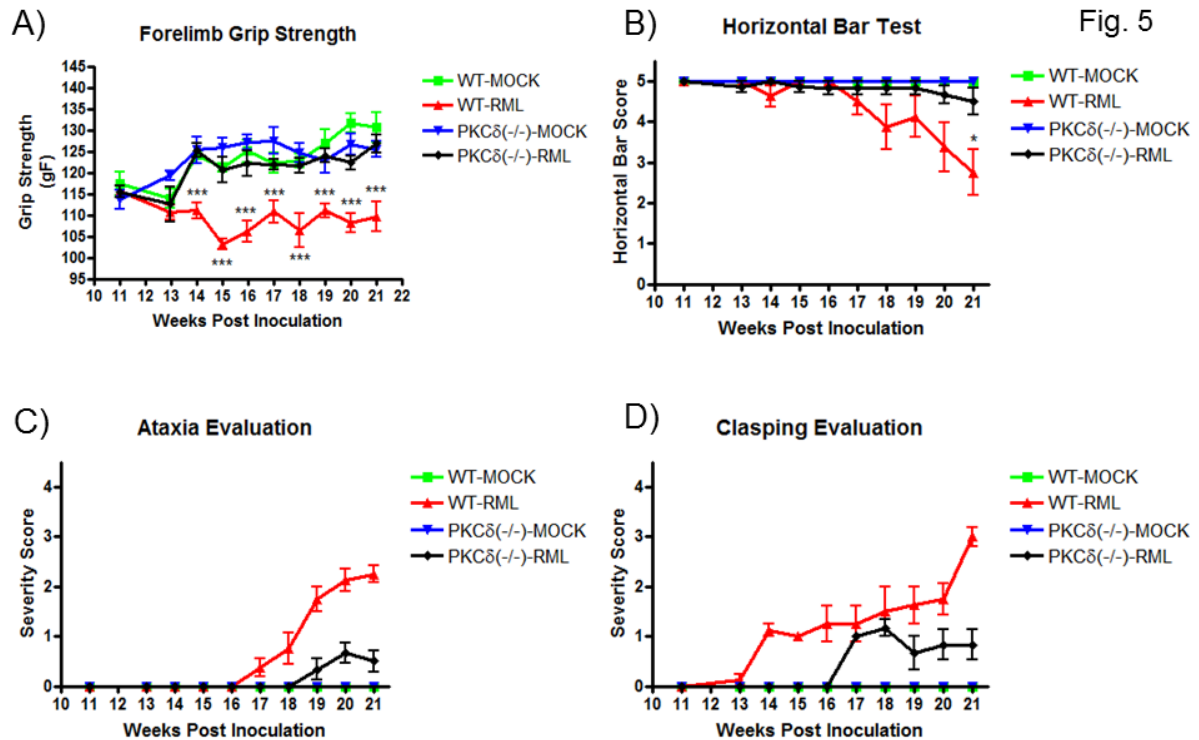 Fig. 5
A)
Forelimb Grip Strength
145
140
135
130
125
120
115
110
105
100
95
Grip Strength
(gF)
***
***
***
***
***
***
***
***
10 11 12 13 14 15 16 17 18 19 20 21 22
Weeks Post Inoculation
WT-MOCK
WT-RML
PKCδ(-/-)-MOCK
PKCδ(-/-)-RML
B)
Horizontal Bar Test
5
4
3
2
1
0
Horizontal Bar Score
*
10 11 12 13 14 15 16 17 18 19 20 21
Weeks Post Inoculation
WT-MOCK
WT-RML
PKCδ(-/-)-MOCK
PKCδ(-/-)-RML
C)
Ataxia Evaluation
4
3
2
1
0
Severity Score
10 11 12 13 14 15 16 17 18 19 20 21
Weeks Post Inoculation
WT-MOCK
WT-RML
PKCδ(-/-)-MOCK
PKCδ(-/-)-RML
D)
Clasping Evaluation
4
3
2
1
0
Severity Score
10 11 12 13 14 15 16 17 18 19 20 21
Weeks Post Inoculation
WT-MOCK
WT-RML
PKCδ(-/-)-MOCK
PKCδ(-/-)-RML